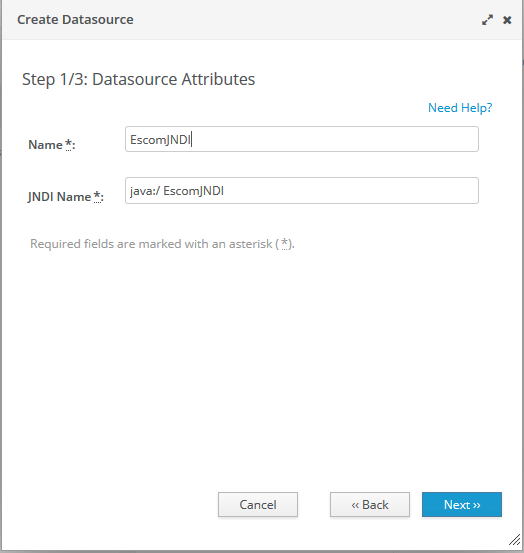 Create Datasource
Step 1/3: Datasource Attributes
Need Help?
Name *:
EscomJNDI
JNDI Name *:
java:/ EscomJNDI
Required fields are marked with an asterisk ( *).
Cancel
‹‹ Back
Next ››